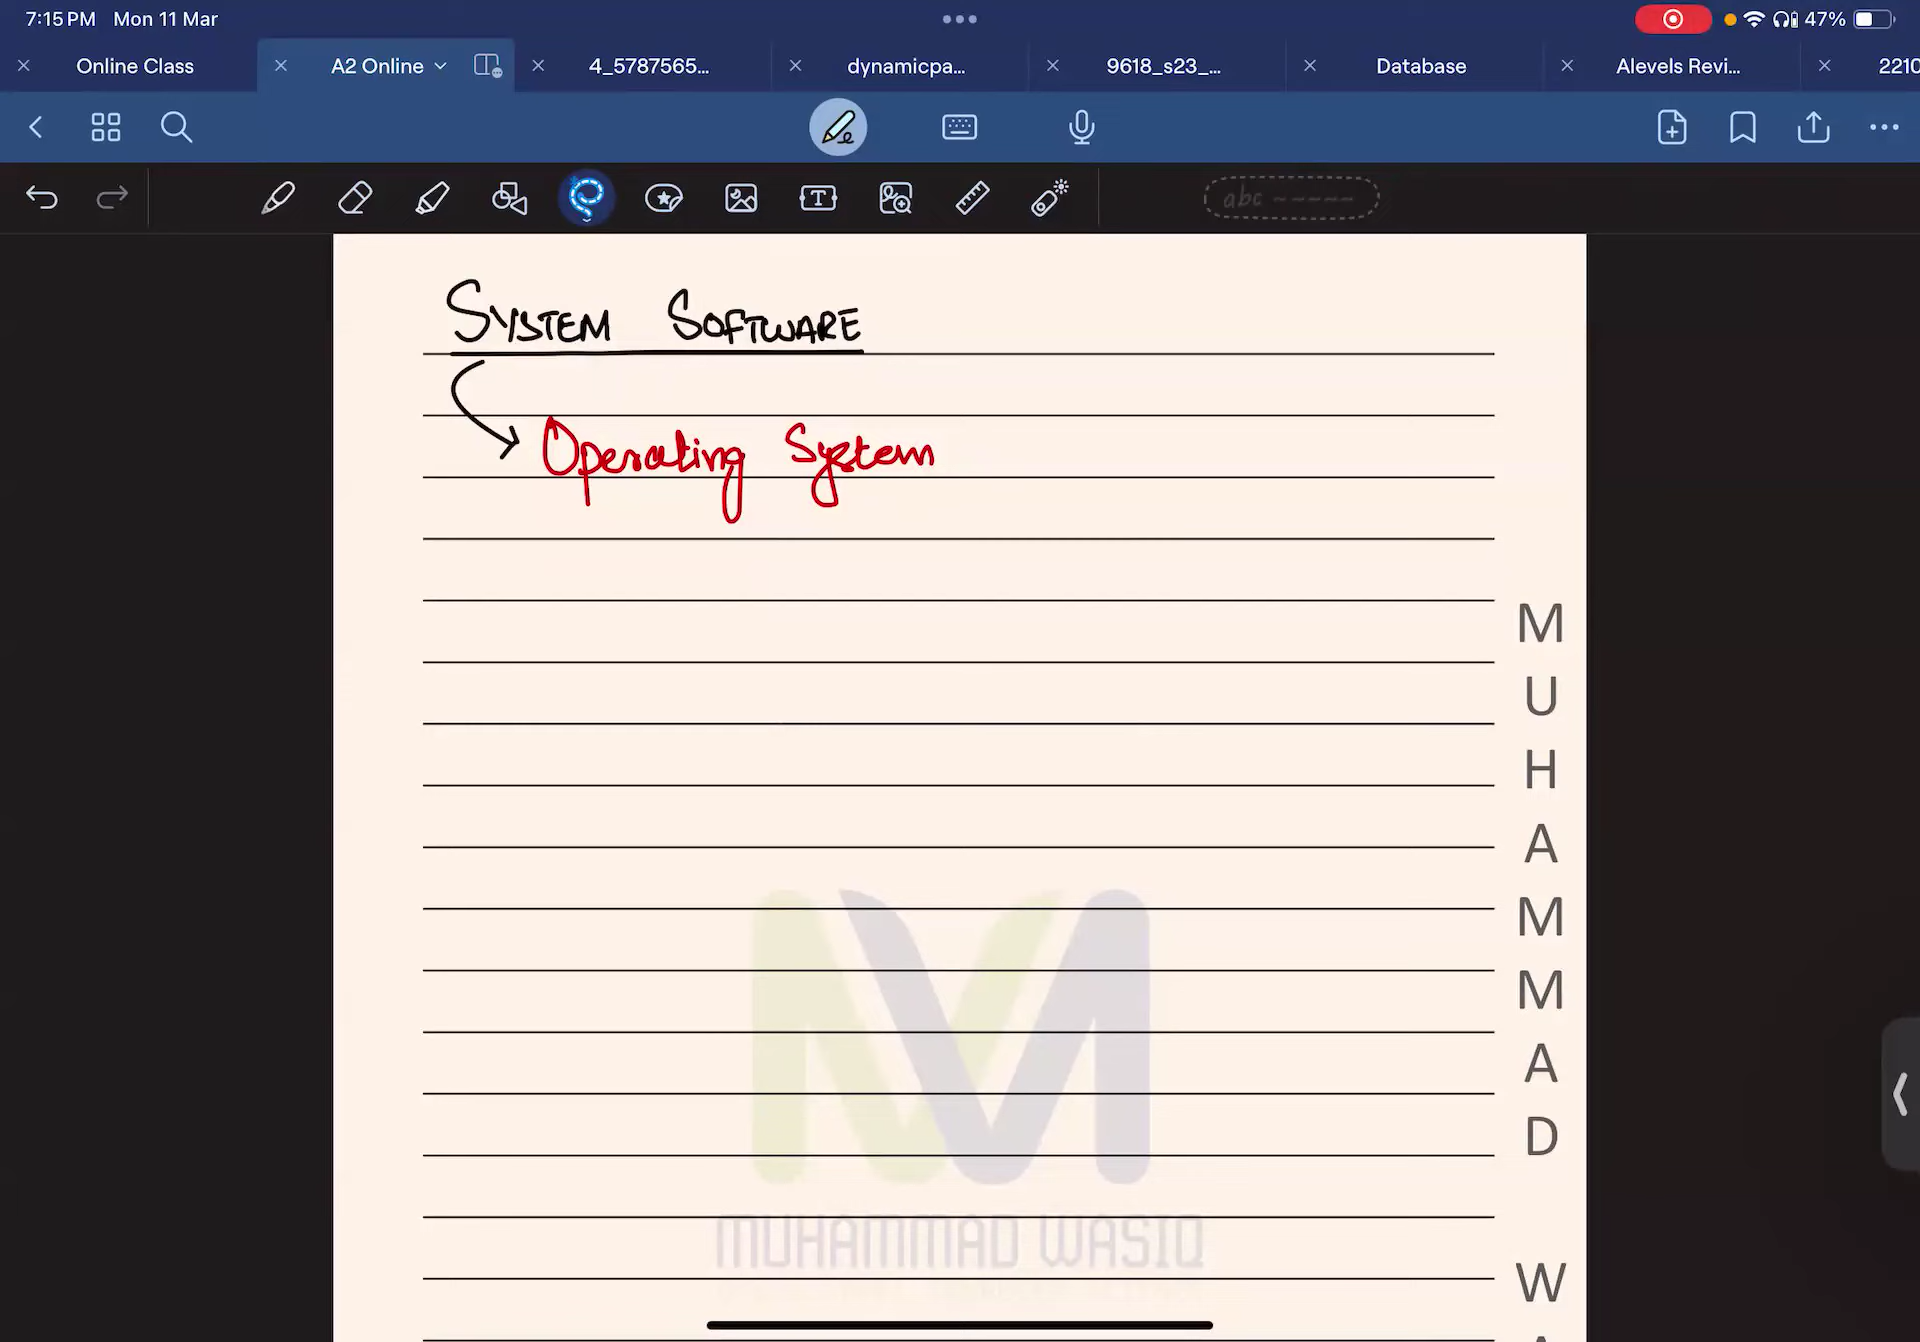 7:15 PM Mon 11 Mar
47%
Online Class
A2 Online
4_5787565...
dynamicpa...
9618_s23_...
Database
Alevels Revi...
2210
abc
SYSTEM SOFTWARE
Operating System
M
U
H
A
M
M
A
D
W
MUHAMMAD WASIQ